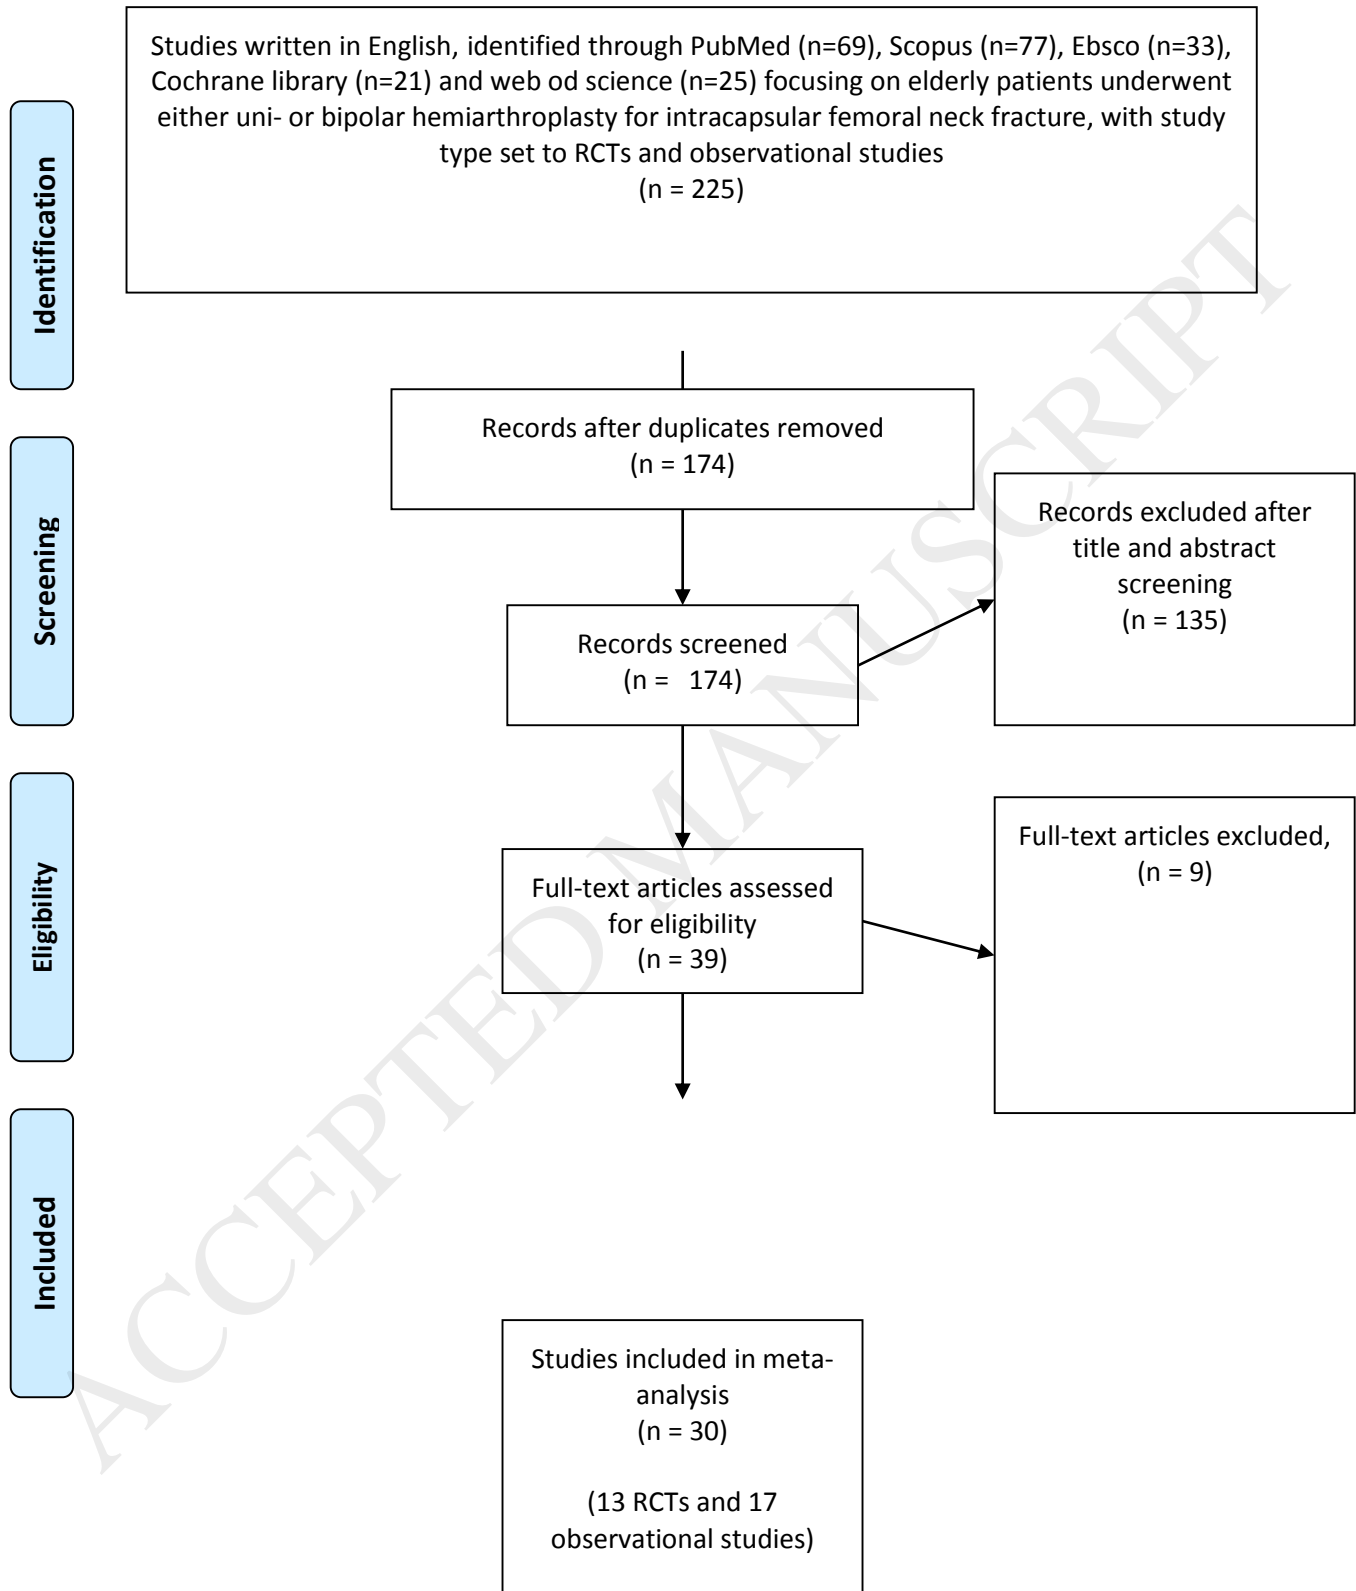 Studies written in English, identified through PubMed (n=69), Scopus (n=77), Ebsco (n=33),
Cochrane library (n=21) and web od science (n=25) focusing on elderly patients underwent
either uni- or bipolar hemiarthroplasty for intracapsular femoral neck fracture, with study
type set to RCTs and observational studies
(n = 225)
Identification
Records after duplicates removed
(n = 174)
Screening
Records screened
(n = 174)
Records excluded after
title and abstract
screening
(n = 135)
Eligibility
Full-text articles assessed
for eligibility
(n = 39)
Full-text articles excluded,
(n = 9)
Included
Studies included in meta-
analysis
(n = 30)
(13 RCTs and 17
observational studies)
ACCEPTED MANUSCRIPT